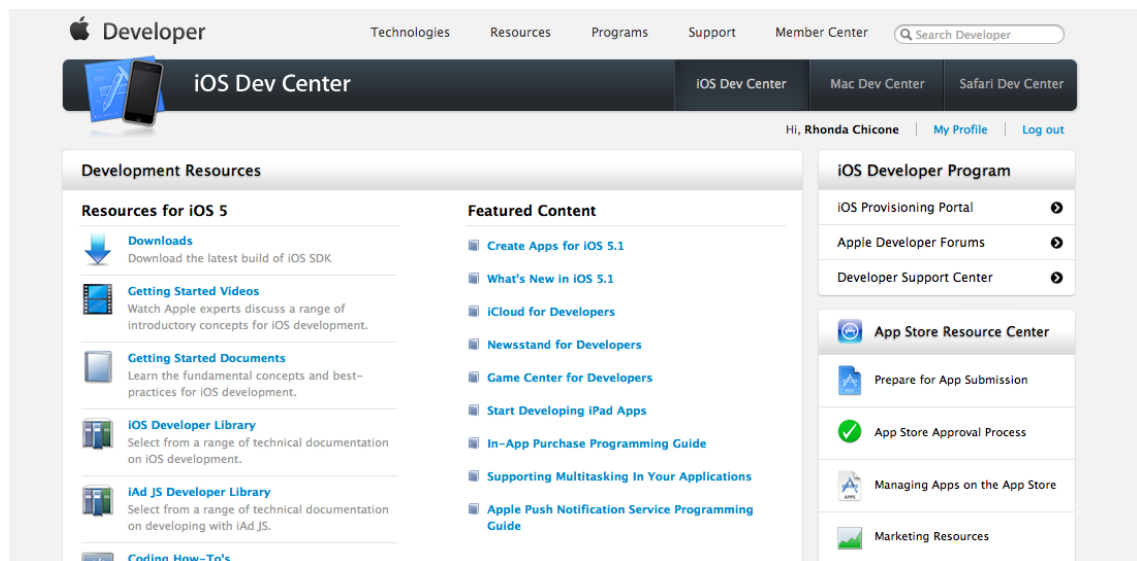 Developer
Technologies
Resources
Programs
Support
Member Center
Search Developer
iOS Dev Center
iOS Dev Center
Mac Dev Center
Safari Dev Center
Hi, Rhonda Chicone
My Profile
Log out
Development Resources
Resources for iOS 5
Downloads
Download the latest build of iOS SDK
Getting Started Videos
Watch Apple experts discuss a range of
introductory concepts for iOS development.
Getting Started Documents
Learn the fundamental concepts and best-
practices for iOS development.
iOS Developer Library
Select from a range of technical documentation
on iOS development.
iAd JS Developer Library
Select from a range of technical documentation
on developing with iAd JS.
Coding How-To's
Featured Content
Create Apps for iOS 5.1
What's New in iOS 5.1
iCloud for Developers
Newsstand for Developers
Game Center for Developers
Start Developing iPad Apps
In-App Purchase Programming Guide
Supporting Multitasking In Your Applications
Apple Push Notification Service Programming
Guide
iOS Developer Program
iOS Provisioning Portal
Apple Developer Forums
Developer Support Center
App Store Resource Center
Prepare for App Submission
App Store Approval Process
APPS
Managing Apps on the App Store
Marketing Resources